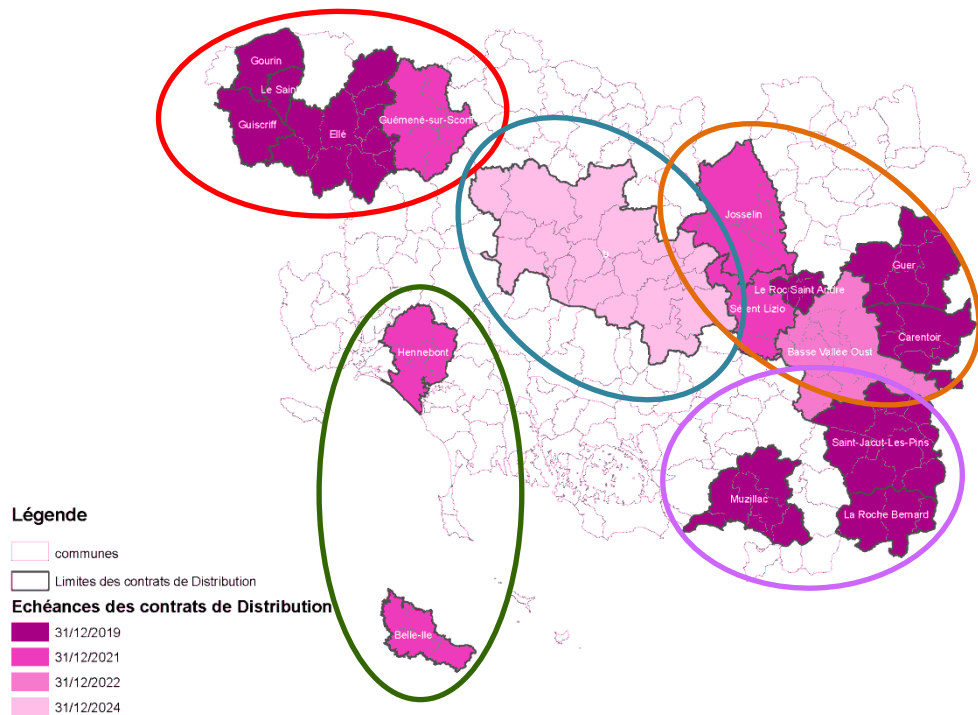 Gourin
Le Saint
Guiscriff
Ellé
Guémené-sur-Scorff
Josselin
Guer
Le Roc Saint André
Sérent Lizio
Carentoir
Basse Vallée Oust
Hennebont
Saint-Jacut-Les-Pins
Muzillac
La Roche Bernard
Belle-Ile
Légende
communes
Limites des contrats de Distribution
Echéances des contrats de Distribution
31/12/2019
31/12/2021
31/12/2022
31/12/2024